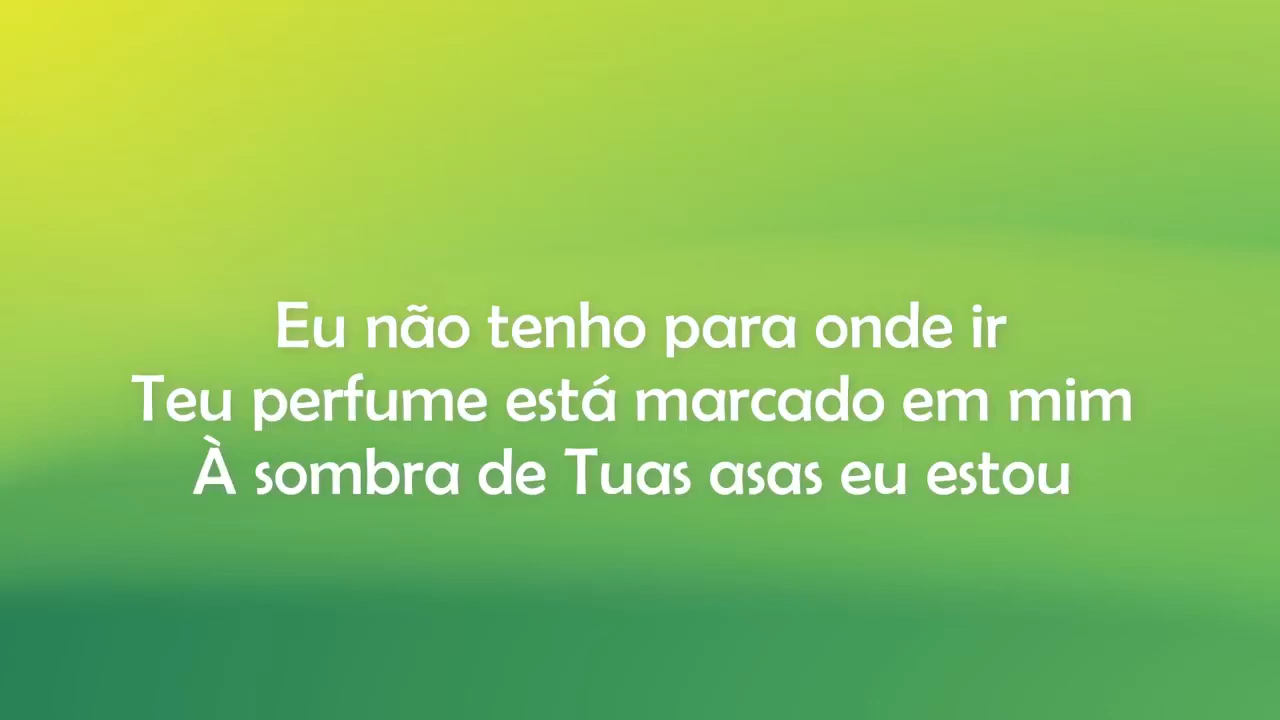 Eu não tenho para onde ir
Teu perfume está marcado em mim
À sombra de Tuas asas eu estou